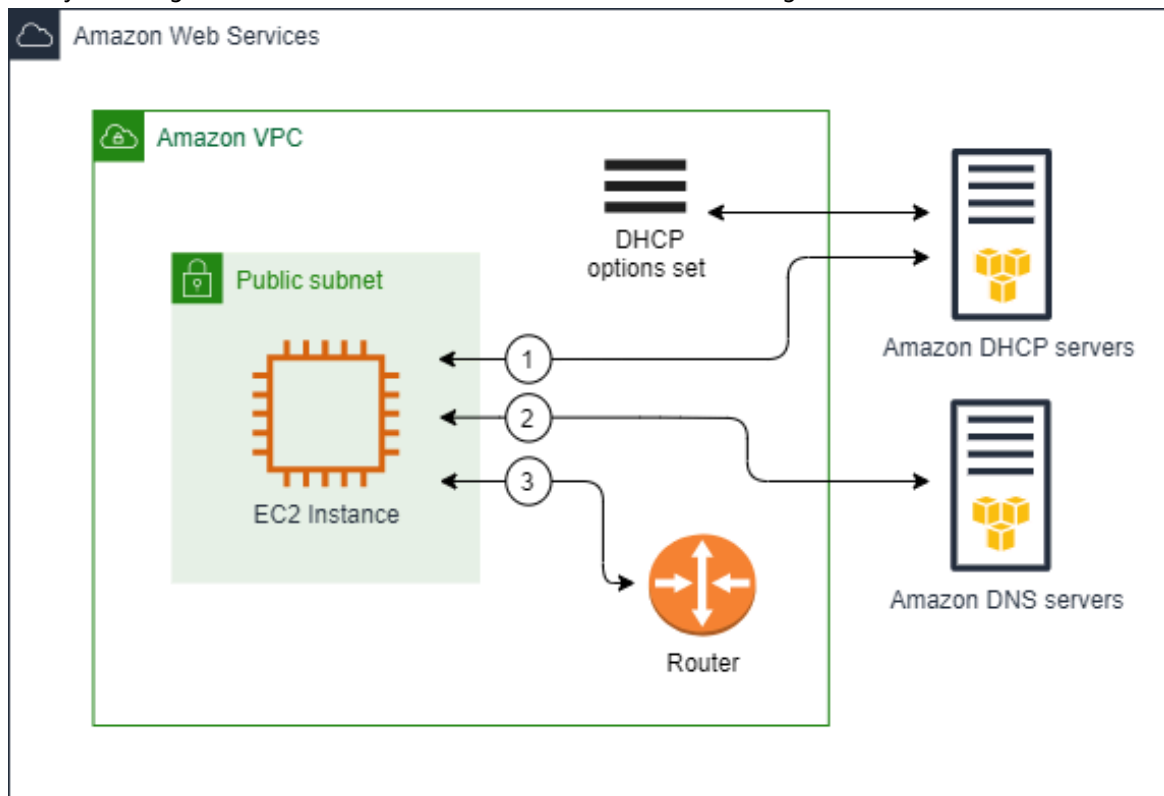 Amazon Web Services
Amazon VPC
DHCP
options set
Public subnet
Amazon DHCP servers
1
2
3
EC2 Instance
Amazon DNS servers
Router